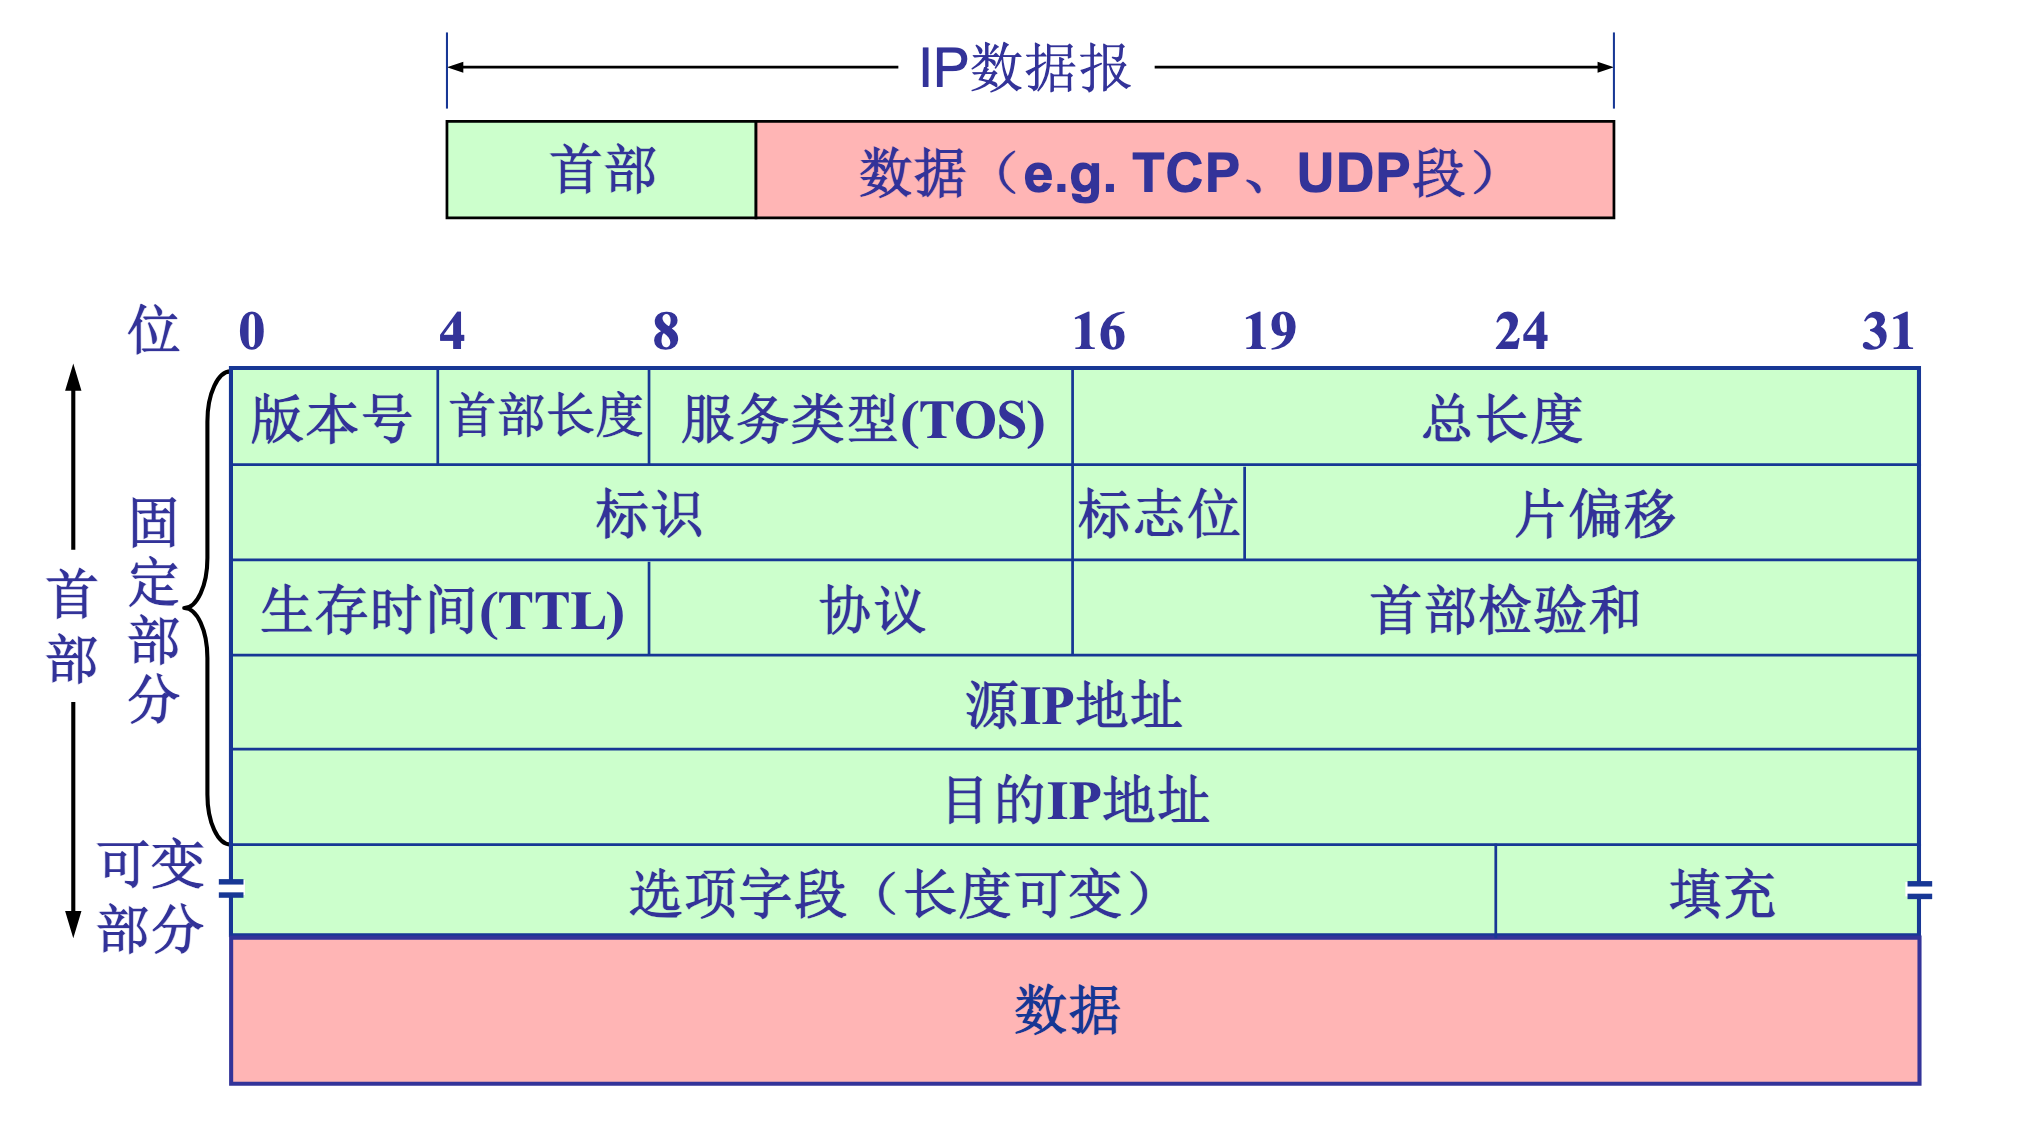 IP数据报
首部 数据（e.g. TCP、UDP段）
位 0 4 8 16 19 24 31
版本号 首部长度 服务类型(TOS) 总长度
标识 标志位 片偏移
生存时间(TTL) 协议 首部检验和
源IP地址
目的IP地址
选项字段（长度可变） 填充
数据
首部
固定部分
可变
部分